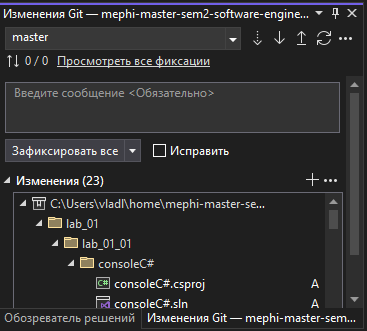 Изменения Git — mephi-master-sem2-software-engine...
master
0 / 0 Просмотреть все фиксации
Введите сообщение <Обязательно>
Зафиксировать все Исправить
Изменения (23)
C:\Users\vladl\home\mephi-master-se...
lab_01
lab_01_01
consoleC#
C# consoleC#.csproj A
consoleC#.sln A
Обозреватель решений Изменения Git — mephi-master-sem...